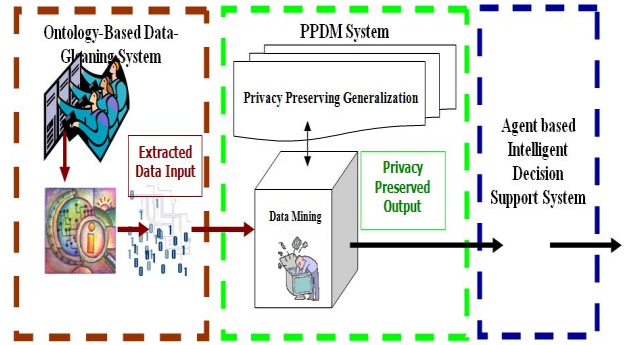 Ontology-Based Data-
Gleaning System
Extracted
Data Input
PPDM System
Privacy Preserving Generalization
Data Mining
Privacy
Preserved
Output
Agent based
Intelligent
Decision
Support System